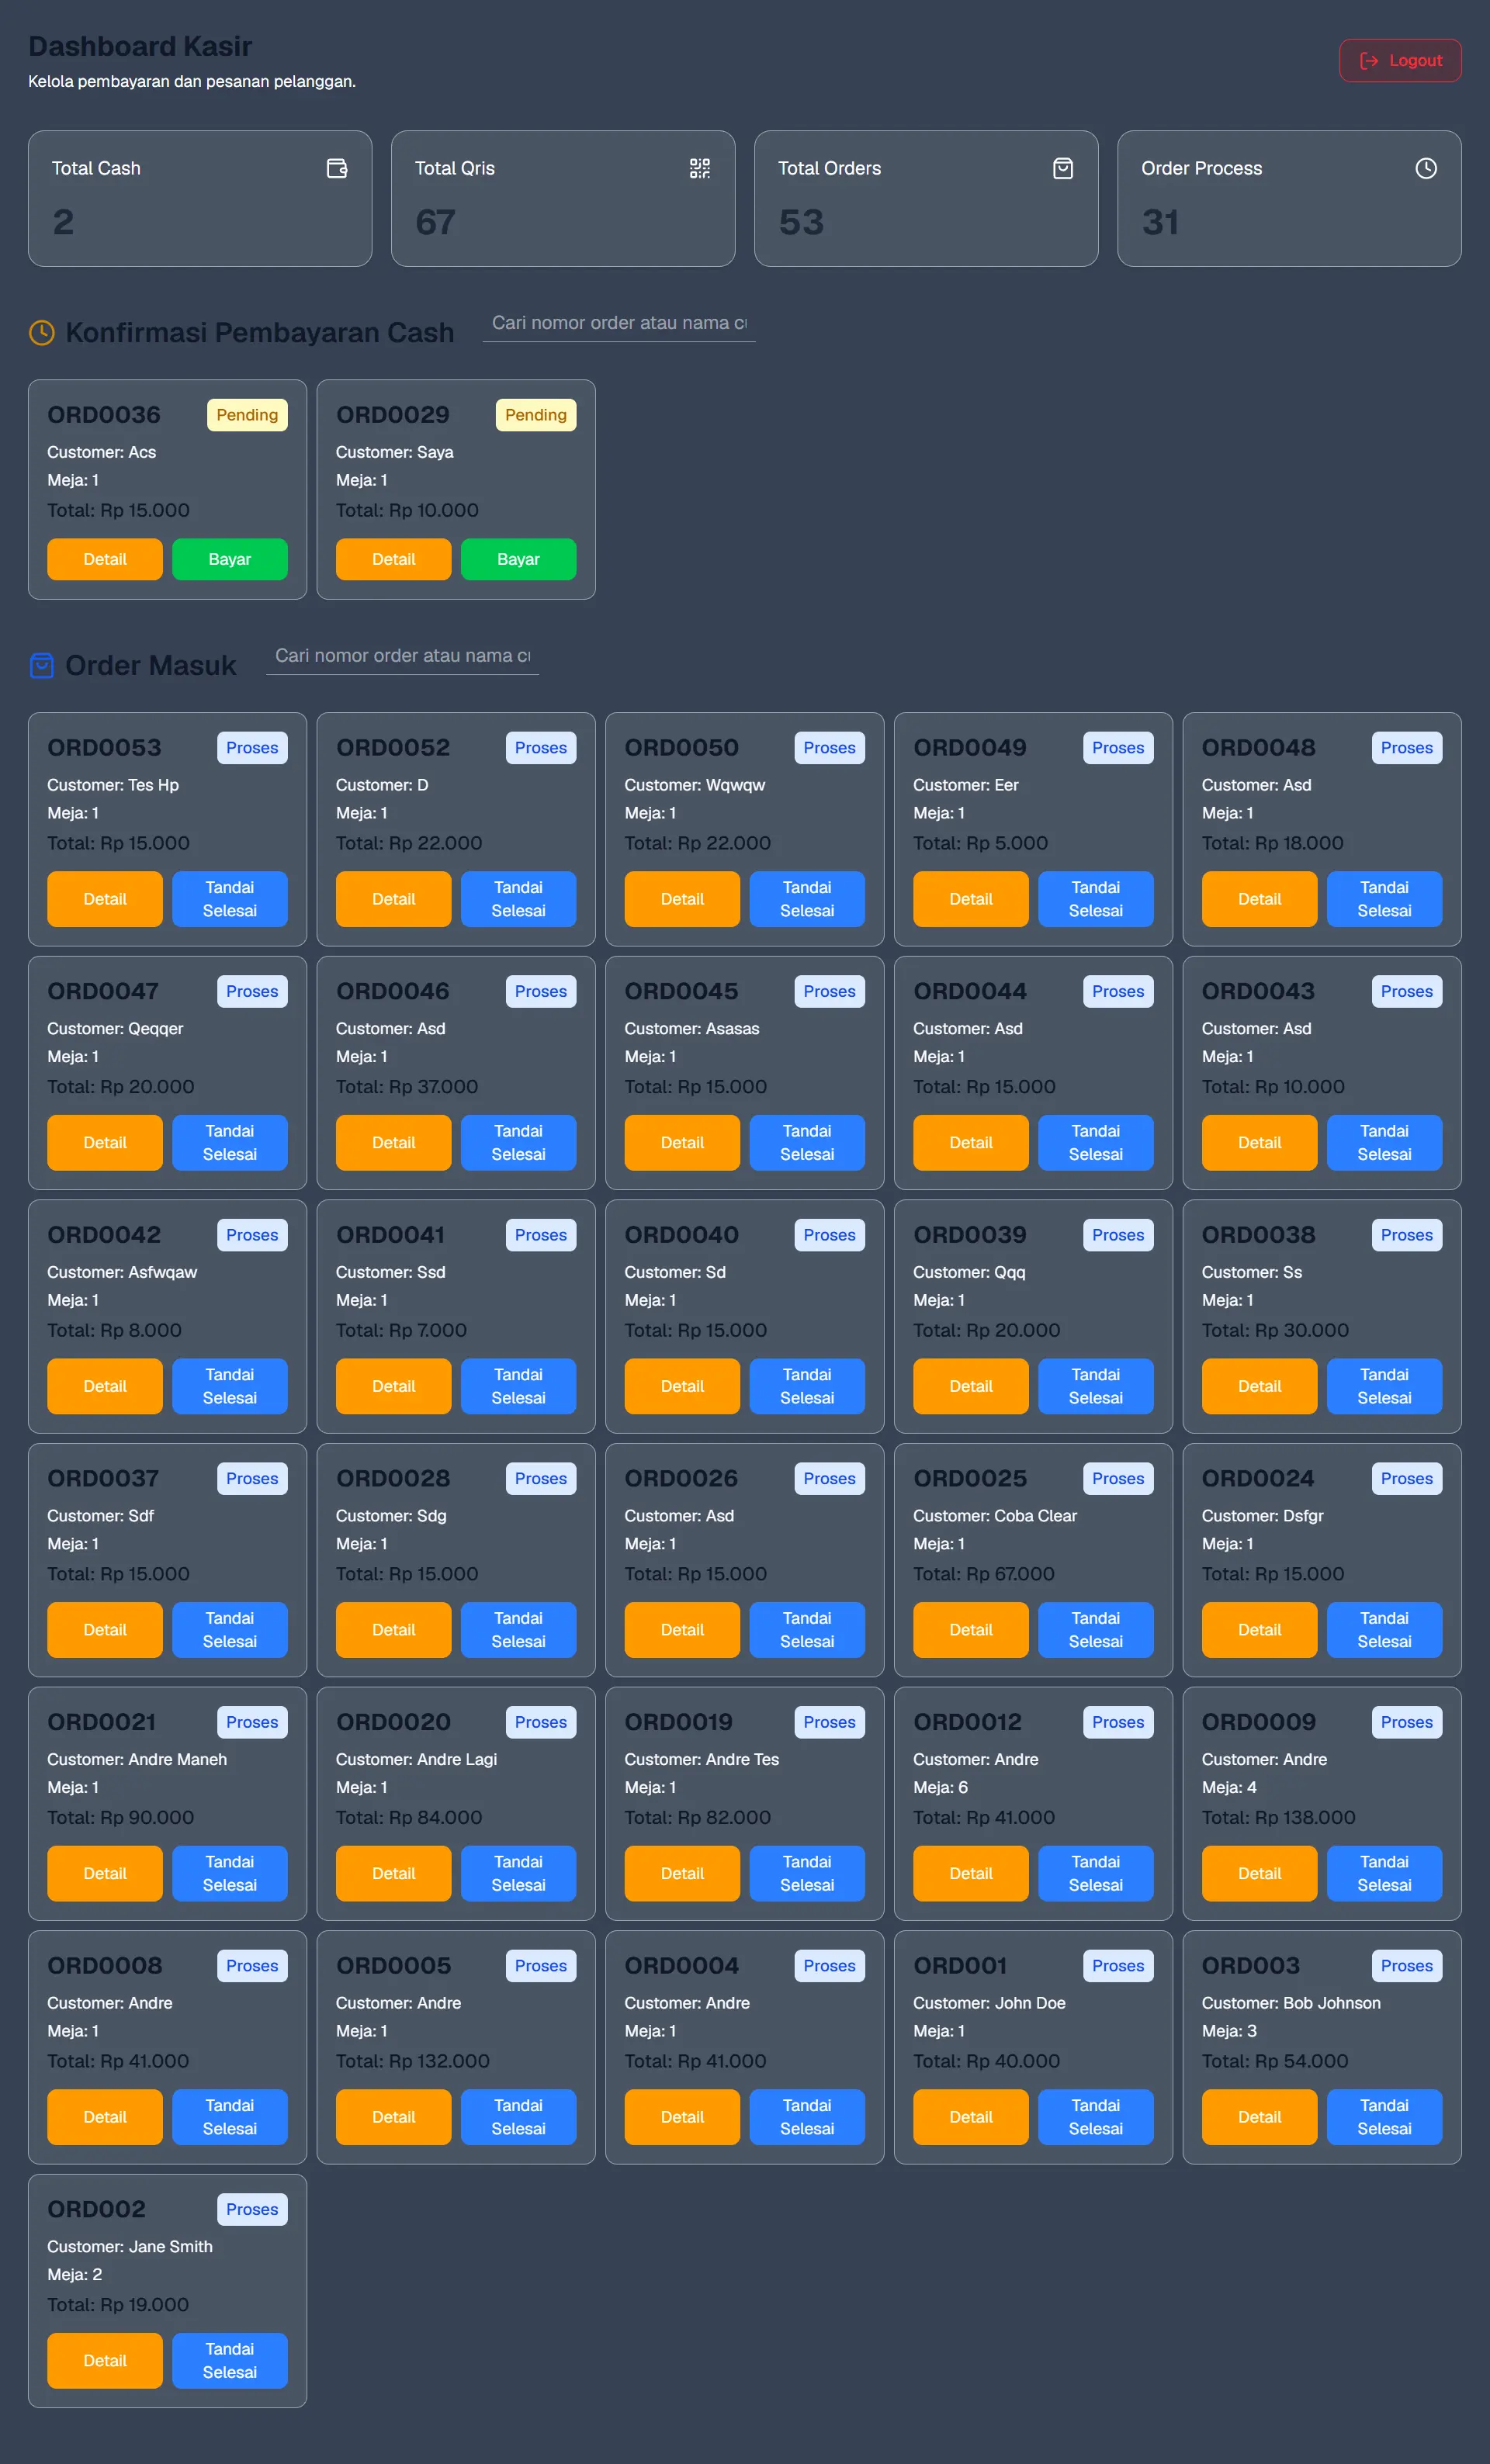 Dashboard Kasir
Kelola pembayaran dan pesanan pelanggan.
Logout
Total Cash
2
Total Qris
67
Total Orders
53
Order Process
31
Konfirmasi Pembayaran Cash
Cari nomor order atau nama
ORD0036
Pending
Customer: Acs
Meja: 1
Total: Rp 15.000
Detail
Bayar
ORD0029
Pending
Customer: Saya
Meja: 1
Total: Rp 10.000
Detail
Bayar
Order Masuk
Cari nomor order atau nama
ORD0053
Proses
Customer: Tes Hp
Meja: 1
Total: Rp 15.000
Detail
Tandai
Selesai
ORD0052
Proses
Customer: D
Meja: 1
Total: Rp 22.000
Detail
Tandai
Selesai
ORD0050
Proses
Customer: Wqwqw
Meja: 1
Total: Rp 22.000
Detail
Tandai
Selesai
ORD0049
Proses
Customer: Eer
Meja: 1
Total: Rp 5.000
Detail
Tandai
Selesai
ORD0048
Proses
Customer: Asd
Meja: 1
Total: Rp 18.000
Detail
Tandai
Selesai
ORD0047
Proses
Customer: Qeqqer
Meja: 1
Total: Rp 20.000
Detail
Tandai
Selesai
ORD0046
Proses
Customer: Asd
Meja: 1
Total: Rp 37.000
Detail
Tandai
Selesai
ORD0045
Proses
Customer: Asasas
Meja: 1
Total: Rp 15.000
Detail
Tandai
Selesai
ORD0044
Proses
Customer: Asd
Meja: 1
Total: Rp 15.000
Detail
Tandai
Selesai
ORD0043
Proses
Customer: Asd
Meja: 1
Total: Rp 10.000
Detail
Tandai
Selesai
ORD0042
Proses
Customer: Asfwqaw
Meja: 1
Total: Rp 8.000
Detail
Tandai
Selesai
ORD0041
Proses
Customer: Ssd
Meja: 1
Total: Rp 7.000
Detail
Tandai
Selesai
ORD0040
Proses
Customer: Sd
Meja: 1
Total: Rp 15.000
Detail
Tandai
Selesai
ORD0039
Proses
Customer: Qqq
Meja: 1
Total: Rp 20.000
Detail
Tandai
Selesai
ORD0038
Proses
Customer: Ss
Meja: 1
Total: Rp 30.000
Detail
Tandai
Selesai
ORD0037
Proses
Customer: Sdf
Meja: 1
Total: Rp 15.000
Detail
Tandai
Selesai
ORD0028
Proses
Customer: Sdg
Meja: 1
Total: Rp 15.000
Detail
Tandai
Selesai
ORD0026
Proses
Customer: Asd
Meja: 1
Total: Rp 15.000
Detail
Tandai
Selesai
ORD0025
Proses
Customer: Coba Clear
Meja: 1
Total: Rp 67.000
Detail
Tandai
Selesai
ORD0024
Proses
Customer: Dsfgr
Meja: 1
Total: Rp 15.000
Detail
Tandai
Selesai
ORD0021
Proses
Customer: Andre Maneh
Meja: 1
Total: Rp 90.000
Detail
Tandai
Selesai
ORD0020
Proses
Customer: Andre Lagi
Meja: 1
Total: Rp 84.000
Detail
Tandai
Selesai
ORD0019
Proses
Customer: Andre Tes
Meja: 1
Total: Rp 82.000
Detail
Tandai
Selesai
ORD0012
Proses
Customer: Andre
Meja: 6
Total: Rp 41.000
Detail
Tandai
Selesai
ORD0009
Proses
Customer: Andre
Meja: 4
Total: Rp 138.000
Detail
Tandai
Selesai
ORD0008
Proses
Customer: Andre
Meja: 1
Total: Rp 41.000
Detail
Tandai
Selesai
ORD0005
Proses
Customer: Andre
Meja: 1
Total: Rp 132.000
Detail
Tandai
Selesai
ORD0004
Proses
Customer: Andre
Meja: 1
Total: Rp 41.000
Detail
Tandai
Selesai
ORD001
Proses
Customer: John Doe
Meja: 1
Total: Rp 40.000
Detail
Tandai
Selesai
ORD003
Proses
Customer: Bob Johnson
Meja: 3
Total: Rp 54.000
Detail
Tandai
Selesai
ORD002
Proses
Customer: Jane Smith
Meja: 2
Total: Rp 19.000
Detail
Tandai
Selesai